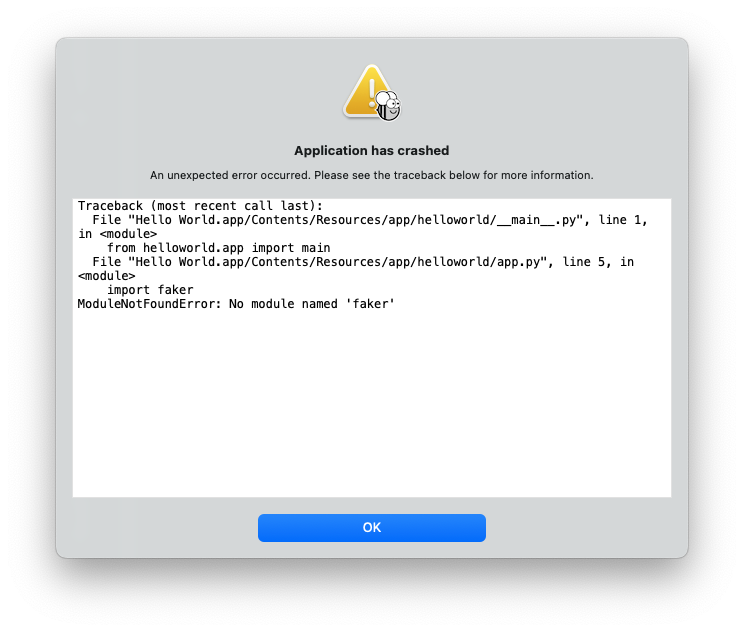 Application has crashed
An unexpected error occurred. Please see the traceback below for more information.
Traceback (most recent call last):
  File "Hello World.app/Contents/Resources/app/helloworld/__main__.py", line 1,
in <module>
    from helloworld.app import main
  File "Hello World.app/Contents/Resources/app/helloworld/app.py", line 5, in
<module>
    import faker
ModuleNotFoundError: No module named 'faker'
OK